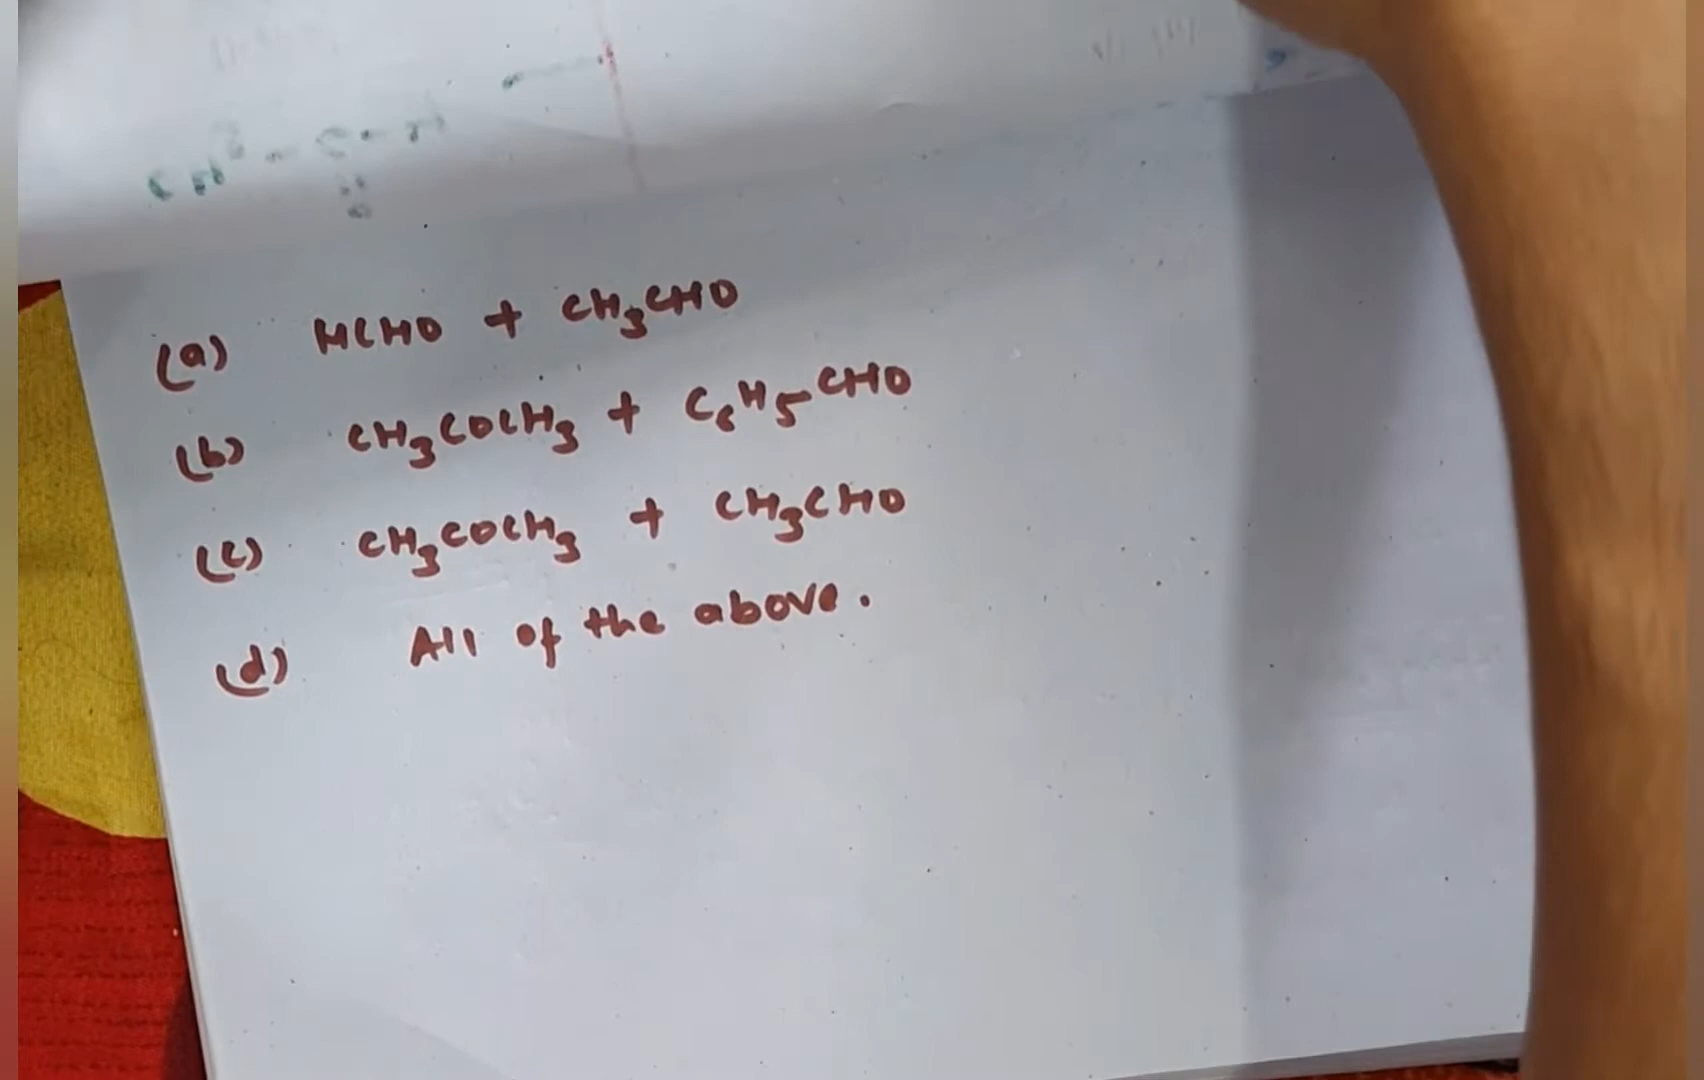 (a) HCHO + CH₃CHO
(b) CH₃COCH₃ + C₆H₅CHO
(c) CH₃COCH₃ + CH₃CHO
(d) All of the above.